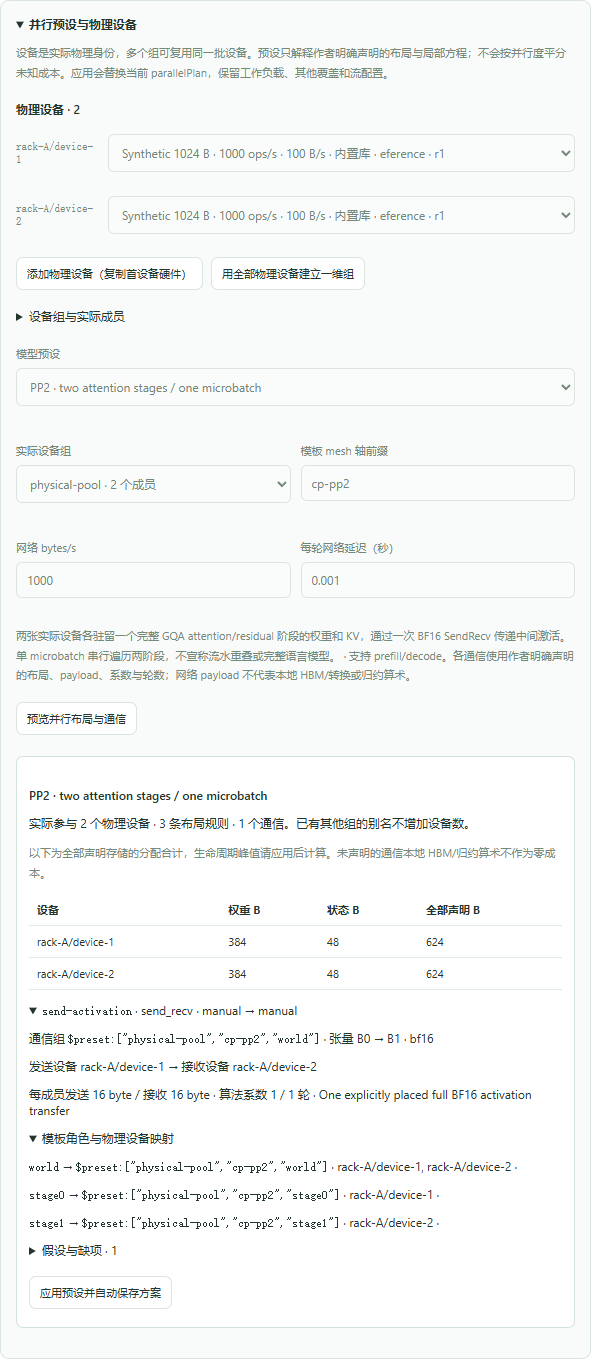 ▼ 并行预设与物理设备
设备是实际物理身份，多个组可复用同一批设备。预设只解释作者明确声明的布局与局部方程；不会按并行度平分
未知成本。应用会替换当前 parallelPlan，保留工作负载、其他覆盖和流配置。
物理设备 · 2
rack-A/device-
1
Synthetic 1024 B · 1000 ops/s · 100 B/s · 内置库 · eference · r1
rack-A/device-
2
Synthetic 1024 B · 1000 ops/s · 100 B/s · 内置库 · eference · r1
添加物理设备（复制首设备硬件） 用全部物理设备建立一维组
▶ 设备组与实际成员
模型预设
PP2 · two attention stages / one microbatch
实际设备组 模板 mesh 轴前缀
physical-pool · 2 个成员 cp-pp2
网络 bytes/s 每轮网络延迟（秒）
1000 0.001
两张实际设备各驻留一个完整 GQA attention/residual 阶段的权重和 KV，通过一次 BF16 SendRecv 传递中间激活。
单 microbatch 串行遍历两阶段，不宣称流水重叠或完整语言模型。 · 支持 prefill/decode。各通信使用作者明确声明
的布局、payload、系数与轮数；网络 payload 不代表本地 HBM/转换或归约算术。
预览并行布局与通信
PP2 · two attention stages / one microbatch
实际参与 2 个物理设备 · 3 条布局规则 · 1 个通信。已有其他组的别名不增加设备数。
以下为全部声明存储的分配合计，生命周期峰值请应用后计算。未声明的通信本地 HBM/归约算术不作为零成
本。
设备 权重 B 状态 B 全部声明 B
rack-A/device-1 384 48 624
rack-A/device-2 384 48 624
▼ send-activation · send_recv · manual → manual
通信组 $preset:["physical-pool","cp-pp2","world"] · 张量 B0 → B1 · bf16
发送设备 rack-A/device-1 → 接收设备 rack-A/device-2
每成员发送 16 byte / 接收 16 byte · 算法系数 1 / 1 轮 · One explicitly placed full BF16 activation
transfer
▼ 模板角色与物理设备映射
world → $preset:["physical-pool","cp-pp2","world"] · rack-A/device-1, rack-A/device-2 ·
stage0 → $preset:["physical-pool","cp-pp2","stage0"] · rack-A/device-1 ·
stage1 → $preset:["physical-pool","cp-pp2","stage1"] · rack-A/device-2 ·
▶ 假设与缺项 · 1
应用预设并自动保存方案